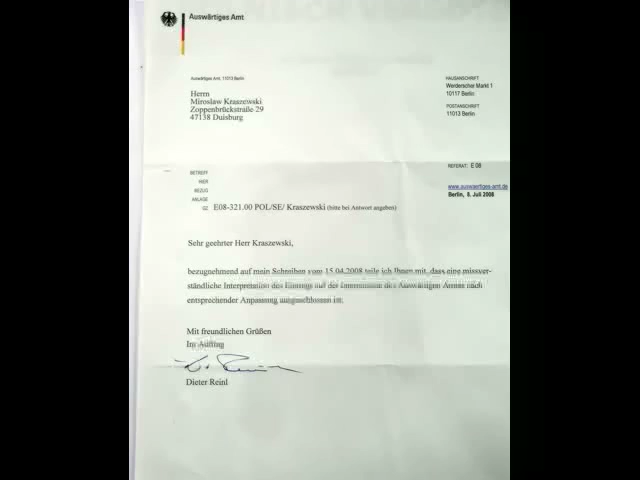 Auswärtiges Amt
Auswärtiges Amt, 11013 Berlin
Herrn
Miroslaw Kraszewski
Zoppenbrückstraße 29
47138 Duisburg
HAUSANSCHRIFT
Werderscher Markt 1
10117 Berlin
POSTANSCHRIFT
11013 Berlin
REFERAT: E 08
www.auswaertiges-amt.de
Berlin, 8. Juli 2008
BETREFF
HIER
BEZUG
ANLAGE
GZ E08-321.00 POL/SE/ Kraszewski (bitte bei Antwort angeben)
Sehr geehrter Herr Kraszewski,
bezugnehmend auf mein Schreiben vom 15.04.2008 teile ich Ihnen mit, dass eine missver-
ständliche Interpretation des Eintrags auf der Internetseite des Auswärtigen Amtes nach
entsprechender Anpassung ausgeschlossen ist.
Mit freundlichen Grüßen
Im Auftrag
Dieter Reinl